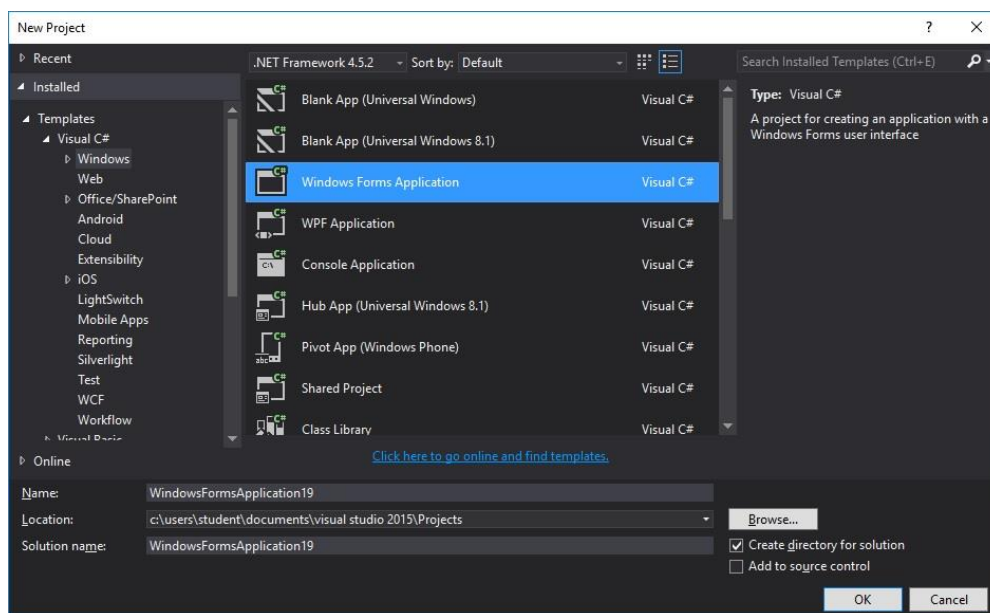 New Project
?
Recent
.NET Framework 4.5.2
Sort by: Default
Search Installed Templates (Ctrl+E)
Installed
Templates
Visual C#
Windows
Web
Office/SharePoint
Android
Cloud
Extensibility
iOS
LightSwitch
Mobile Apps
Reporting
Silverlight
Test
WCF
Workflow
Visual Basic
Online
Blank App (Universal Windows) Visual C#
Blank App (Universal Windows 8.1) Visual C#
Windows Forms Application Visual C#
WPF Application Visual C#
Console Application Visual C#
Hub App (Universal Windows 8.1) Visual C#
Pivot App (Windows Phone) Visual C#
Shared Project Visual C#
Class Library Visual C#
Click here to go online and find templates.
Type: Visual C#
A project for creating an application with a
Windows Forms user interface
Name: WindowsFormsApplication19
Location: c:\users\student\documents\visual studio 2015\Projects
Browse...
Solution name: WindowsFormsApplication19
Create directory for solution
Add to source control
OK
Cancel